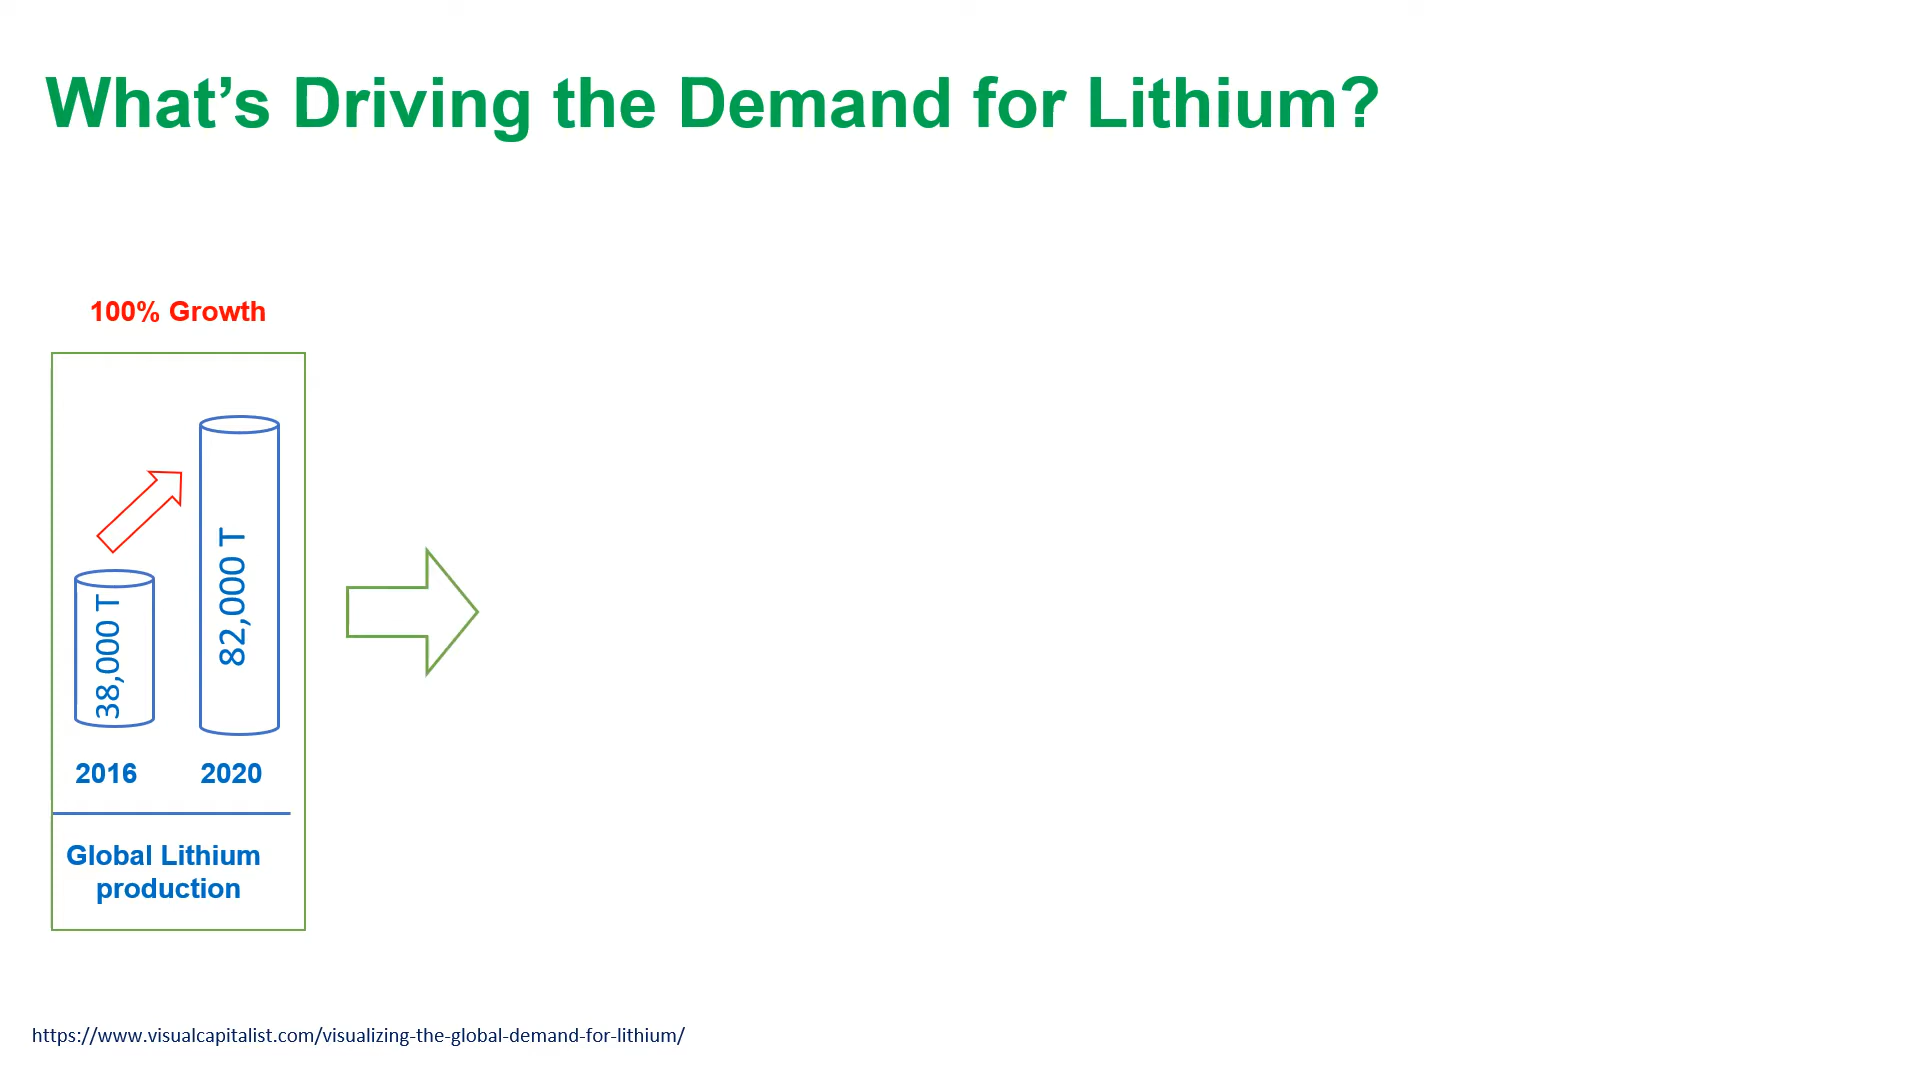 What’s Driving the Demand for Lithium?
100% Growth
38,000 T
82,000 T
2016
2020
Global Lithium
production
https://www.visualcapitalist.com/visualizing-the-global-demand-for-lithium/